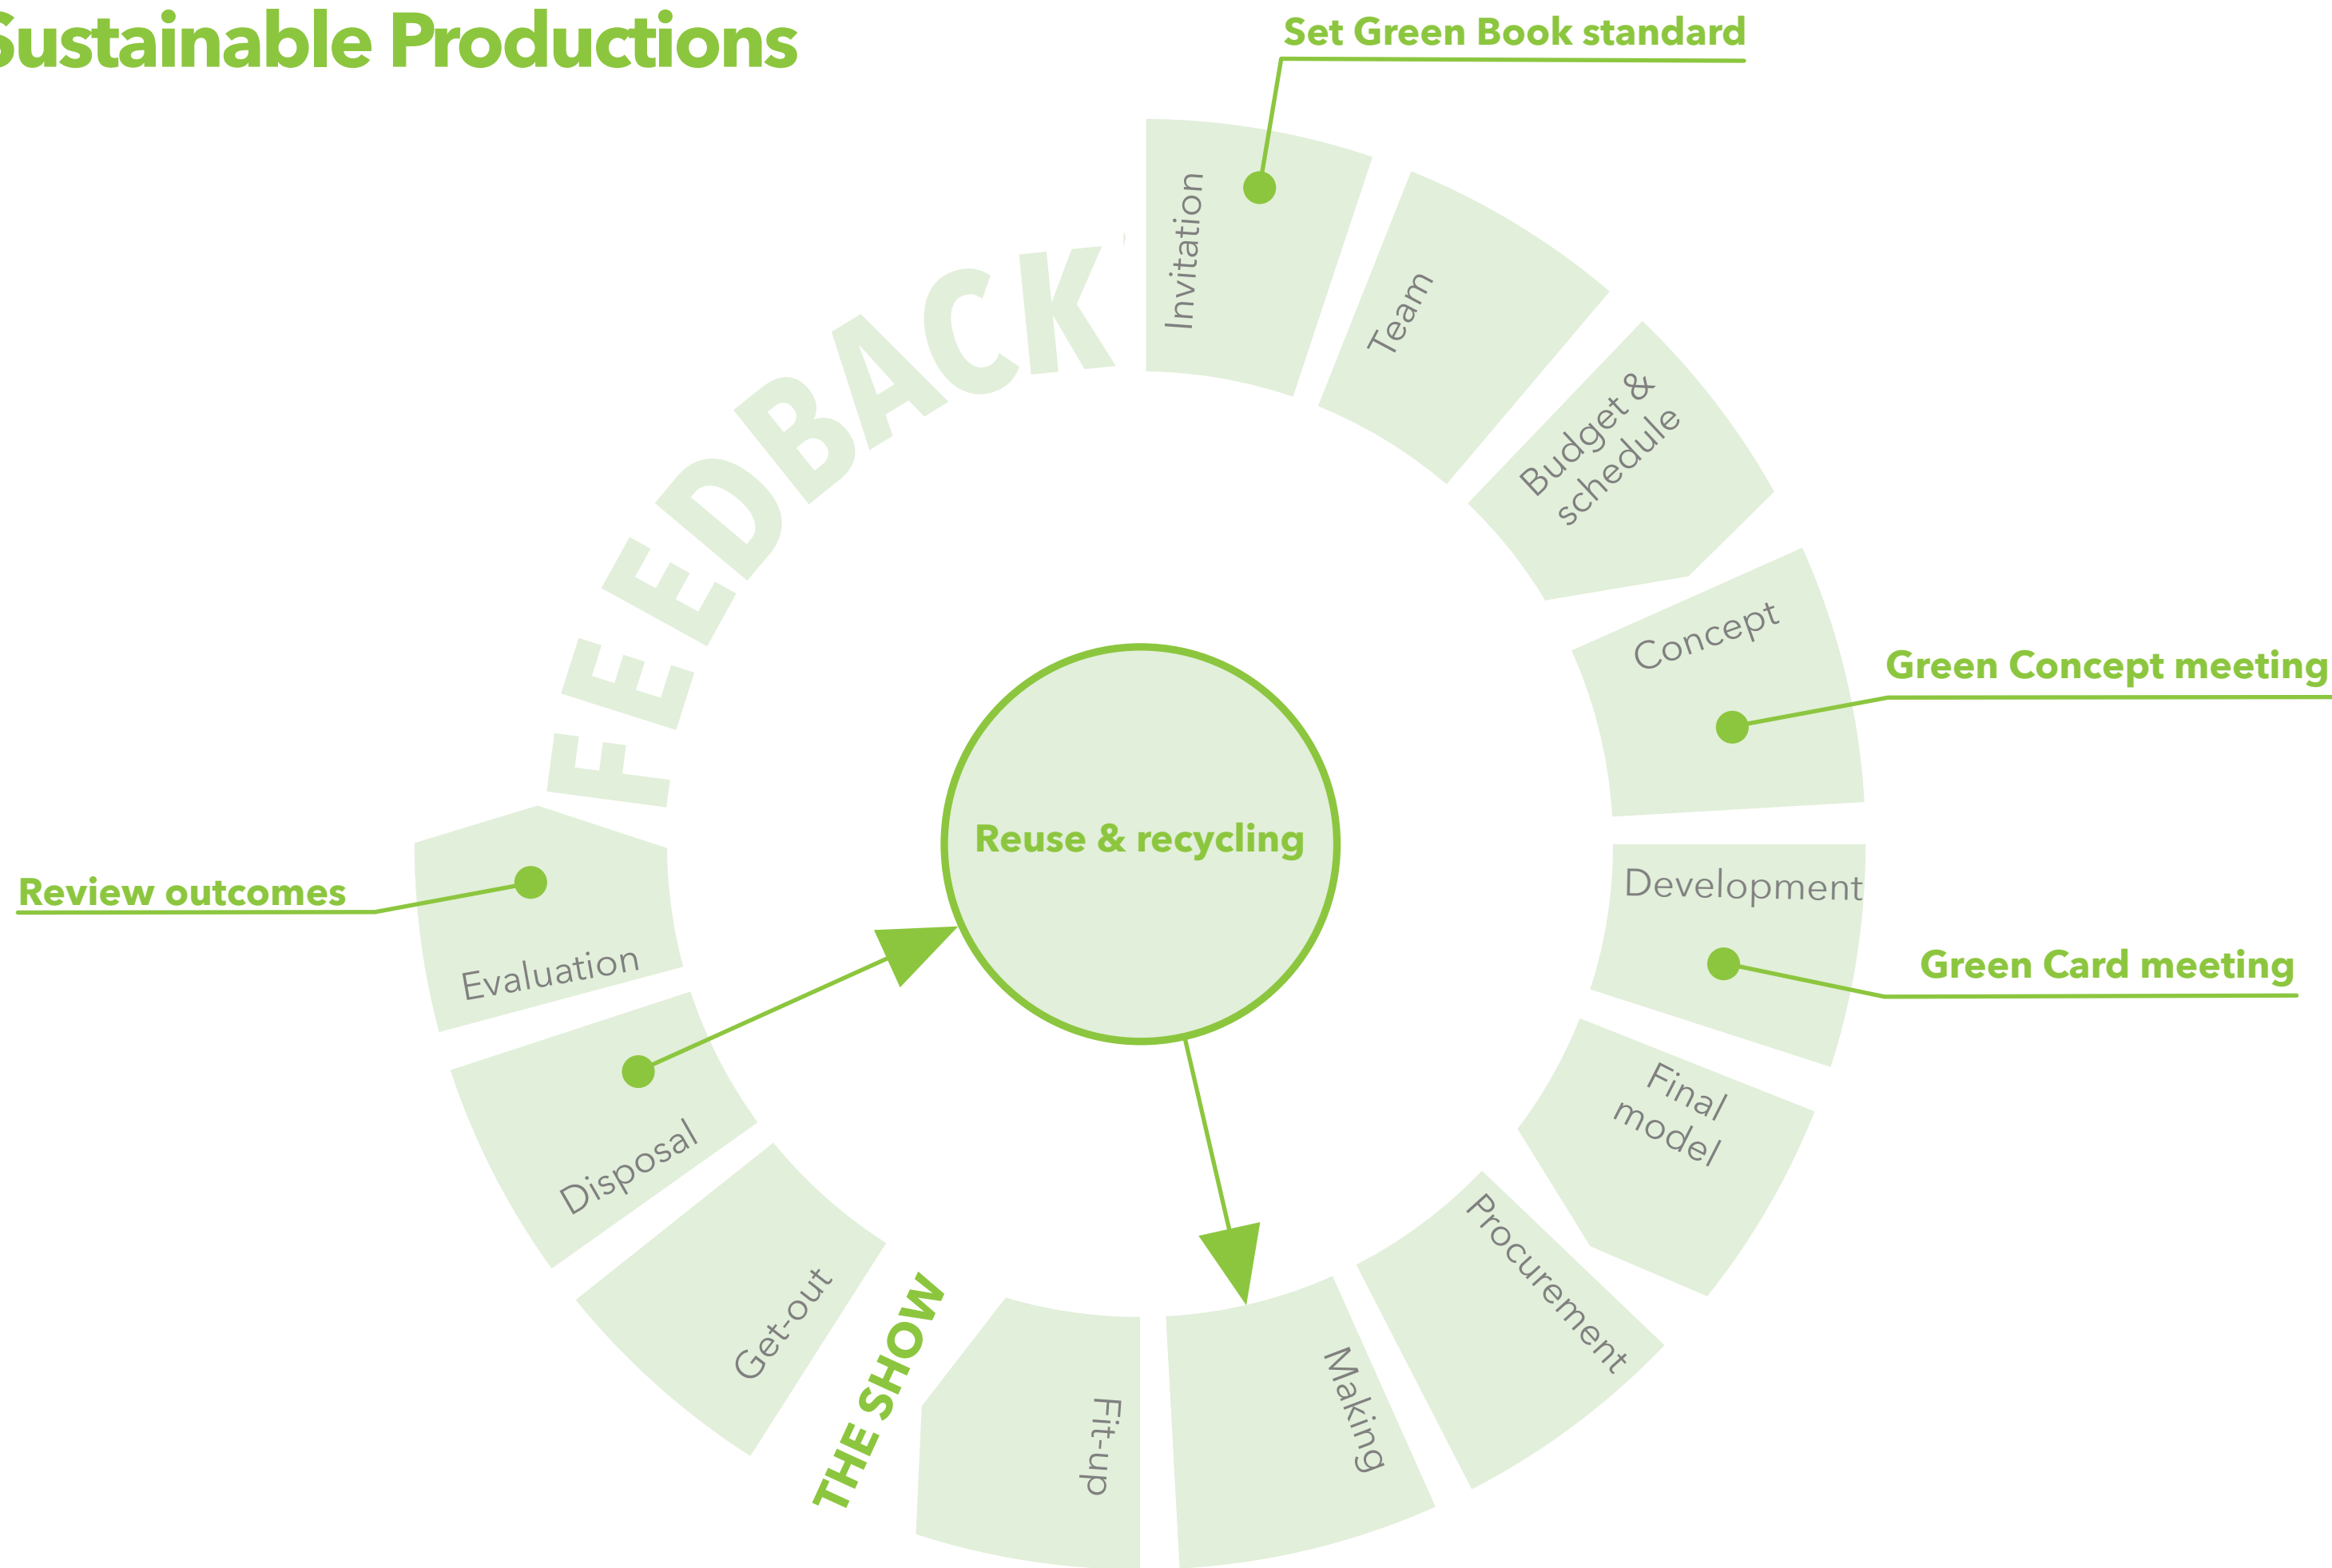 Sustainable Productions
Set Green Book standard
Invitation
Team
Budget &
schedule
Concept
Green Concept meeting
Development
Green Card meeting
Final
model
Procurement
Making
Fit-up
THE SHOW
Get-out
Disposal
Evaluation
Review outcomes
FEEDBACK
Reuse & recycling